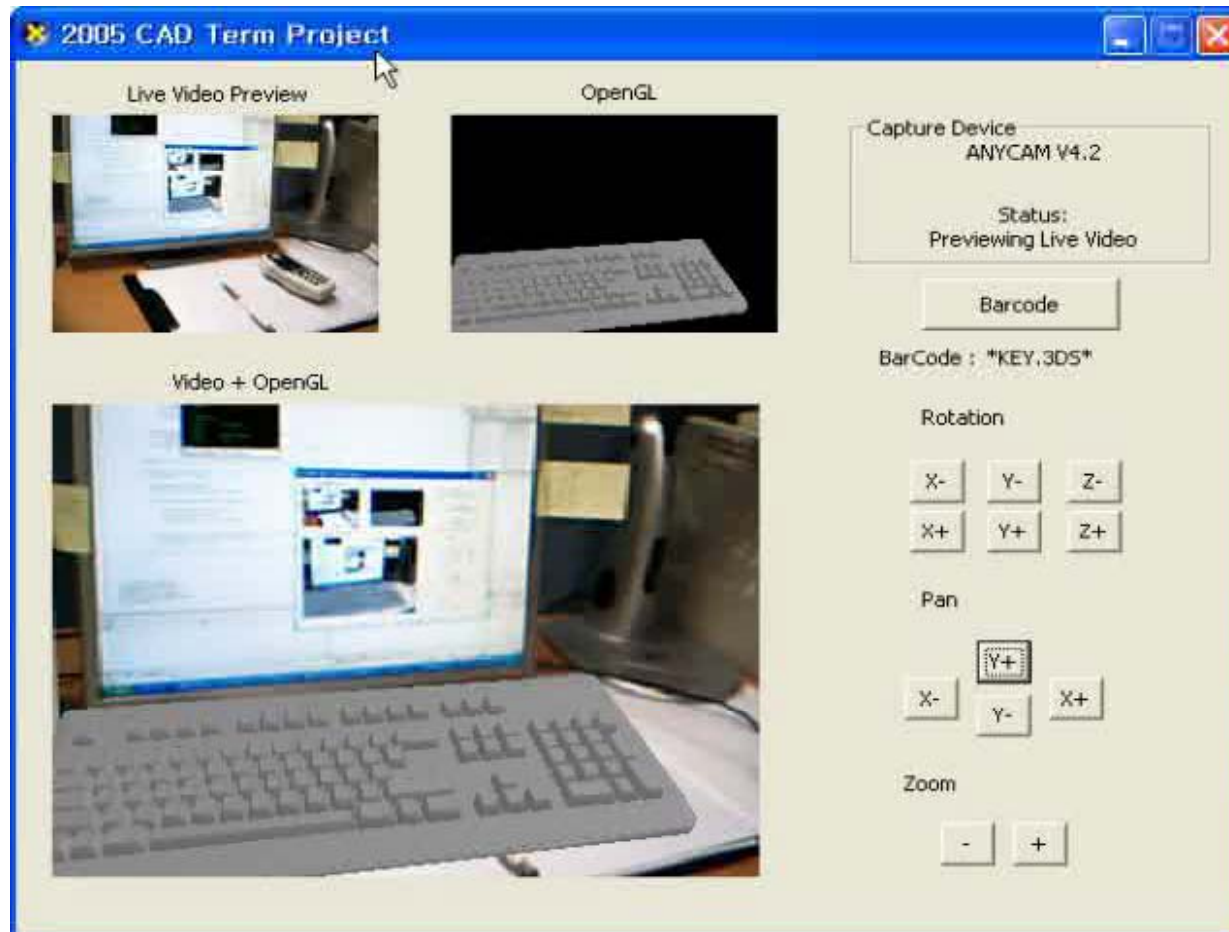 2005 CAD Term Project
Live Video Preview
OpenGL
Capture Device
ANYCAM V4.2
Status:
Previewing Live Video
Barcode
BarCode : *KEY.3DS*
Video + OpenGL
Rotation
X- Y- Z-
X+ Y+ Z+
Pan
Y+
X- X+
Y-
Zoom
- +